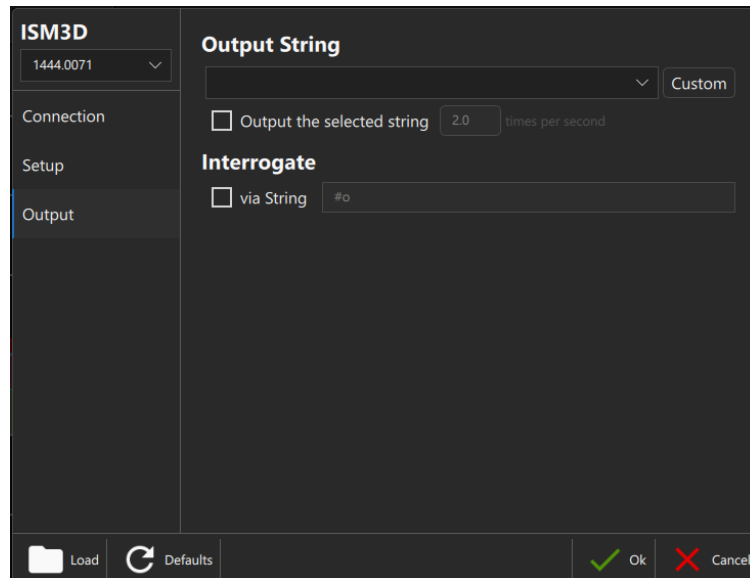 ISM3D
1444.0071
Connection
Setup
Output
Output String
Custom
Output the selected string 2.0 times per second
Interrogate
via String #o
Load
Defaults
Ok
Cancel